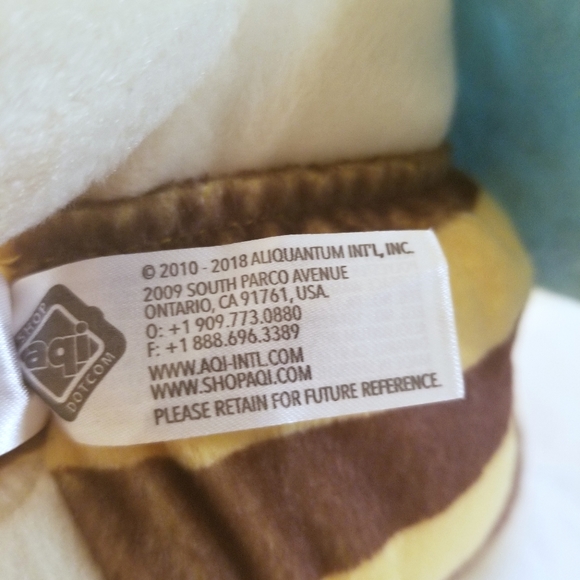 © 2010 - 2018 ALIQUANTUM INT'L, INC.
2009 SOUTH PARCO AVENUE
ONTARIO, CA 91761, USA.
O: +1 909.773.0880
F: +1 888.696.3389
WWW.AQI-INTL.COM
WWW.SHOPAQI.COM
PLEASE RETAIN FOR FUTURE REFERENCE.
SHOP
aqi
DOTCOM